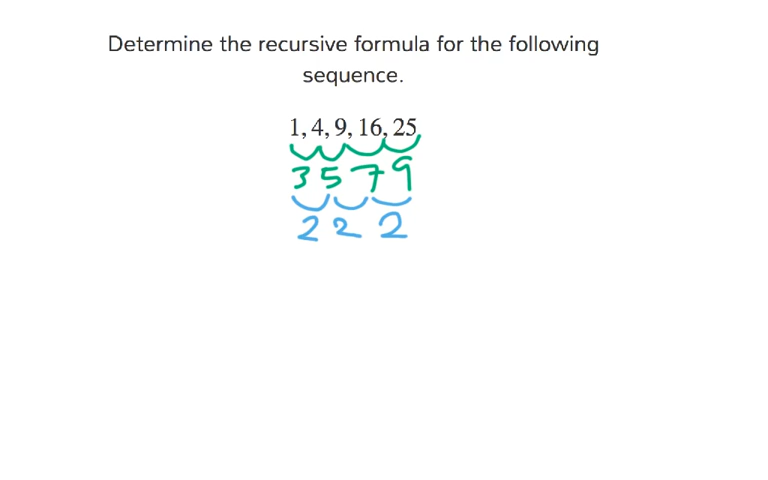 Determine the recursive formula for the following
sequence.
1, 4, 9, 16, 25,
3 5 7 9
2 2 2